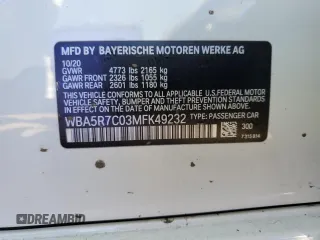 MFD BY BAYERISCHE MOTOREN WERKE AG
10/20
GVWR 4773 lbs 2165 kg
GAWR FRONT 2326 lbs 1055 kg
GAWR REAR 2601 lbs 1180 kg
THIS VEHICLE CONFORMS TO ALL APPLICABLE U.S. FEDERAL MOTOR
VEHICLE SAFETY, BUMPER, AND THEFT PREVENTION STANDARDS
IN EFFECT ON THE DATE OF MANUFACTURE SHOWN ABOVE.
WBA5R7C03MFK49232 TYPE: PASSENGER CAR
300
DREAMBID